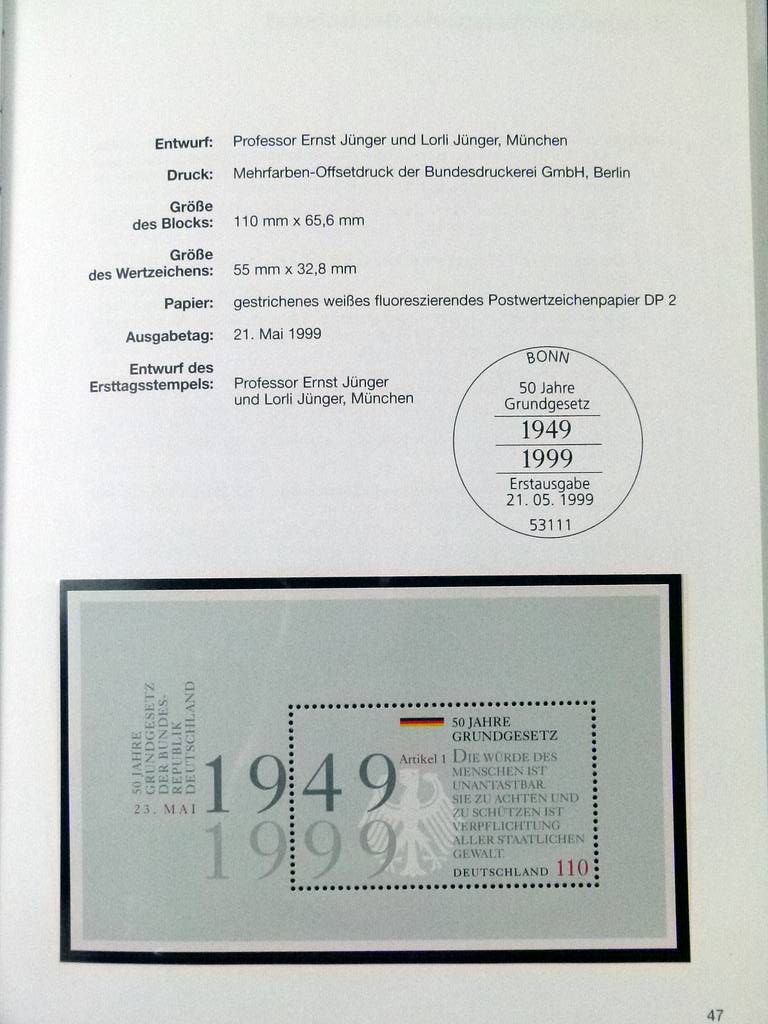 Entwurf: Professor Ernst Jünger und Lorli Jünger, München
Druck: Mehrfarben-Offsetdruck der Bundesdruckerei GmbH, Berlin
Größe
des Blocks: 110 mm x 65,6 mm
Größe
des Wertzeichens: 55 mm x 32,8 mm
Papier: gestrichenes weißes fluoreszierendes Postwertzeichenpapier DP 2
Ausgabetag: 21. Mai 1999
Entwurf des
Ersttagsstempels: Professor Ernst Jünger
und Lorli Jünger, München
BONN
50 Jahre
Grundgesetz
1949
1999
Erstausgabe
21. 05. 1999
53111
50 JAHRE
GRUNDGESETZ
DER BUNDES-
REPUBLIK
DEUTSCHLAND
23. MAI
1949
1999
50 JAHRE
GRUNDGESETZ
Artikel 1 DIE WÜRDE DES
MENSCHEN IST
UNANTASTBAR.
SIE ZU ACHTEN UND
ZU SCHÜTZEN IST
VERPFLICHTUNG
ALLER STAATLICHEN
GEWALT.
DEUTSCHLAND 110
47